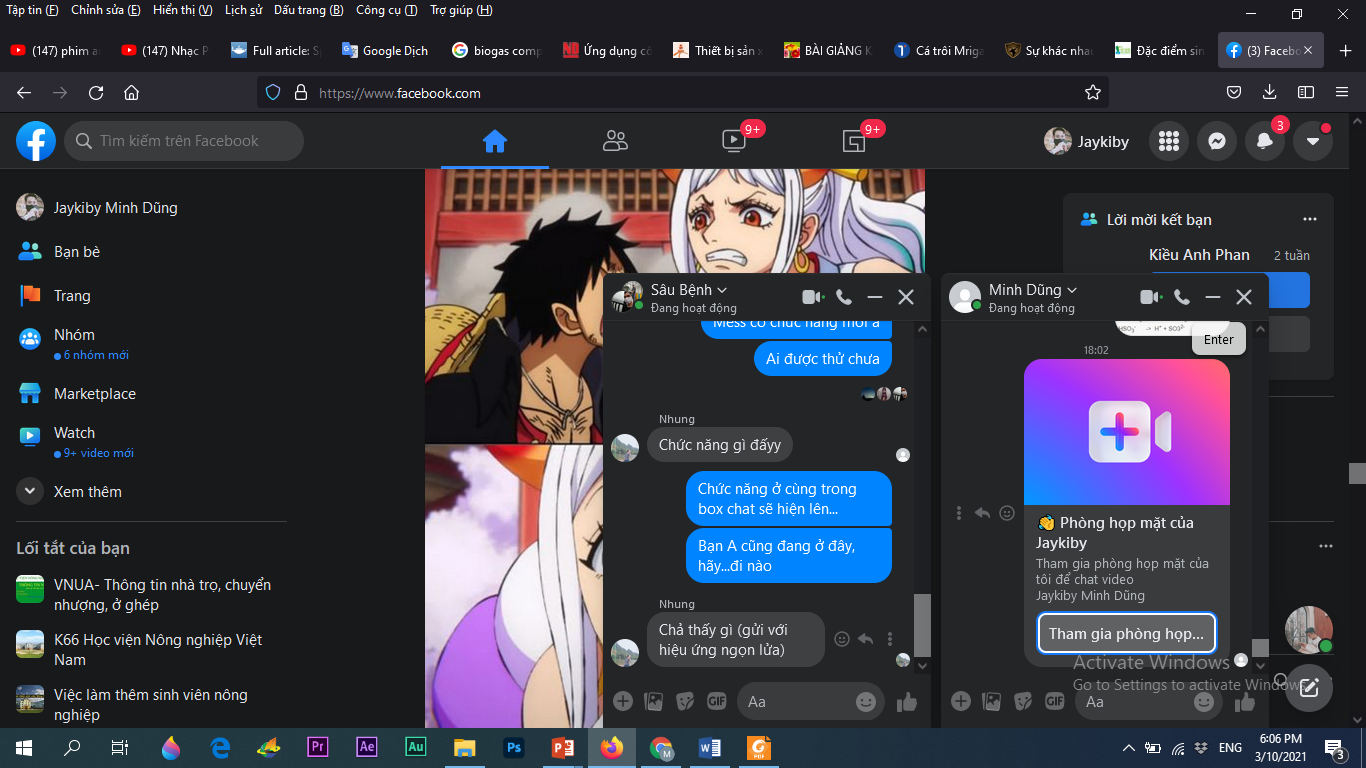 Tập tin (F) Chỉnh sửa (E) Hiển thị (V) Lịch sử Dấu trang (B) Công cụ (T) Trợ giúp (H)
(147) phim a
(147) Nhạc P
Full article: S
Google Dịch
biogas comp
Ứng dụng cô
Thiết bị sản x
BÀI GIẢNG K
Cá trôi Mriga
Sự khác nhau
Đặc điểm sin
(3) Facebo
https://www.facebook.com
Tìm kiếm trên Facebook
9+
9+
Jaykiby
3
Jaykiby Minh Dũng
Bạn bè
Trang
Nhóm
6 nhóm mới
Marketplace
Watch
9+ video mới
Xem thêm
Lối tắt của bạn
VNUA- Thông tin nhà trọ, chuyển
nhượng, ở ghép
K66 Học viện Nông nghiệp Việt
Nam
Việc làm thêm sinh viên nông
nghiệp
Lời mời kết bạn
Kiều Anh Phan 2 tuần
Sâu Bệnh
Đang hoạt động
Mess có chức năng mới à
Ai được thử chưa
Nhung
Chức năng gì đấyy
Chức năng ở cùng trong
box chat sẽ hiện lên...
Bạn A cũng đang ở đây,
hãy...đi nào
Nhung
Chả thấy gì (gửi với
hiệu ứng ngọn lửa)
GIF
Aa
Minh Dũng
Đang hoạt động
Enter
18:02
Phòng họp mặt của
Jaykiby
Tham gia phòng họp mặt của
tôi để chat video
Jaykiby Minh Dũng
Tham gia phòng họp...
GIF
Aa
Activate Windows
Go to Settings to activate Windows
Pr
Ae
Au
Ps
M
PDF
ENG
6:06 PM
3/10/2021
3